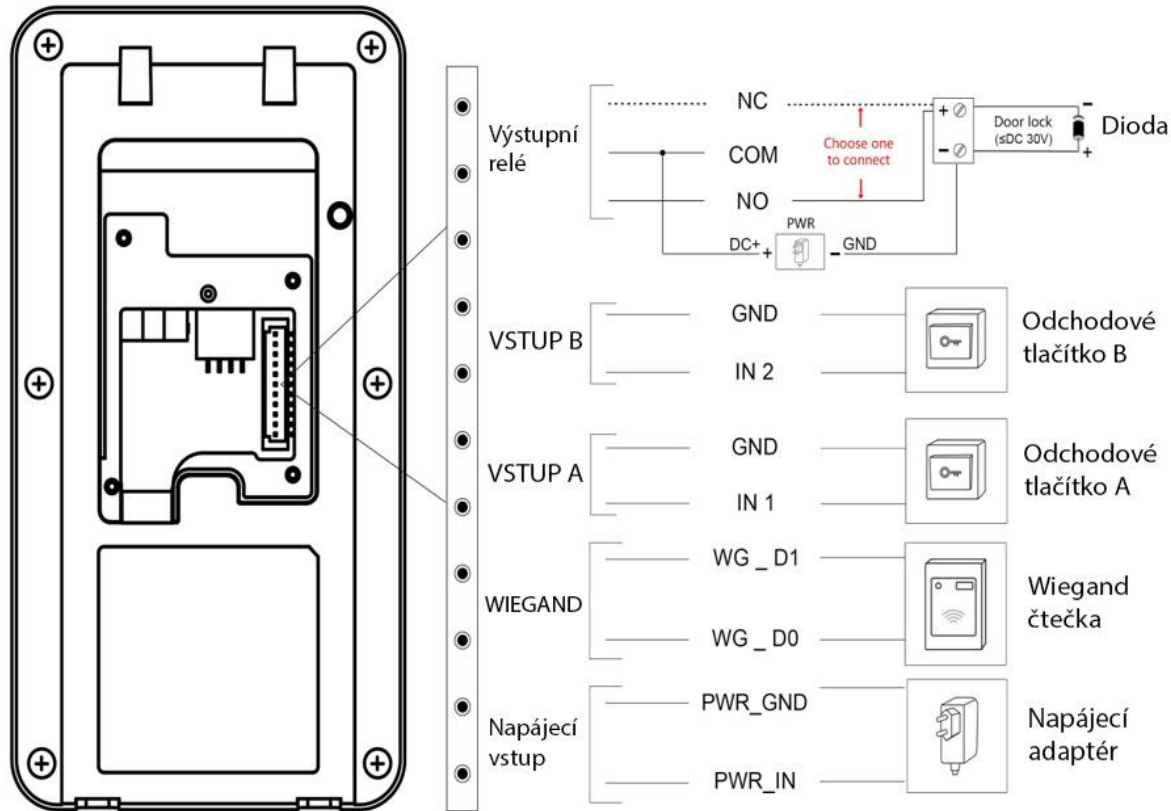 Výstupní
relé
NC
COM
NO
Choose one
to connect
+
-
Door lock
(≤DC 30V)
-
+
Dioda
PWR
DC+ +
- GND
VSTUP B
GND
IN 2
Odchodové
tlačítko B
VSTUP A
GND
IN 1
Odchodové
tlačítko A
WIEGAND
WG _ D1
WG _ D0
Wiegand
čtečka
Napájecí
vstup
PWR_GND
PWR_IN
Napájecí
adaptér